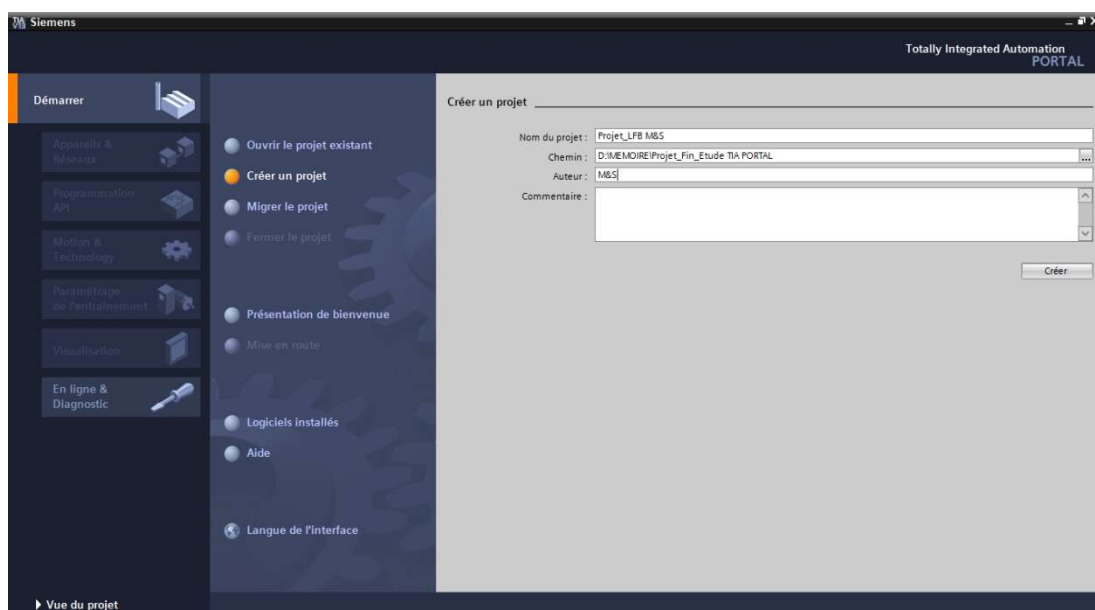 Siemens
Totally Integrated Automation
PORTAL
Démarrer
Appareils &
Réseaux
Programmation
API
Motion &
Technology
Paramétrage
de l'entraînement
Visualisation
En ligne &
Diagnostic
Ouvrir le projet existant
Créer un projet
Migrer le projet
Fermer le projet
Présentation de bienvenue
Mise en route
Logiciels installés
Aide
Langue de l'interface
Créer un projet
Nom du projet : Projet_LFB M&S
Chemin : D:\MEMOIRE\Projet_Fin_Etude TIA PORTAL
Auteur : M&S
Commentaire :
Créer
Vue du projet